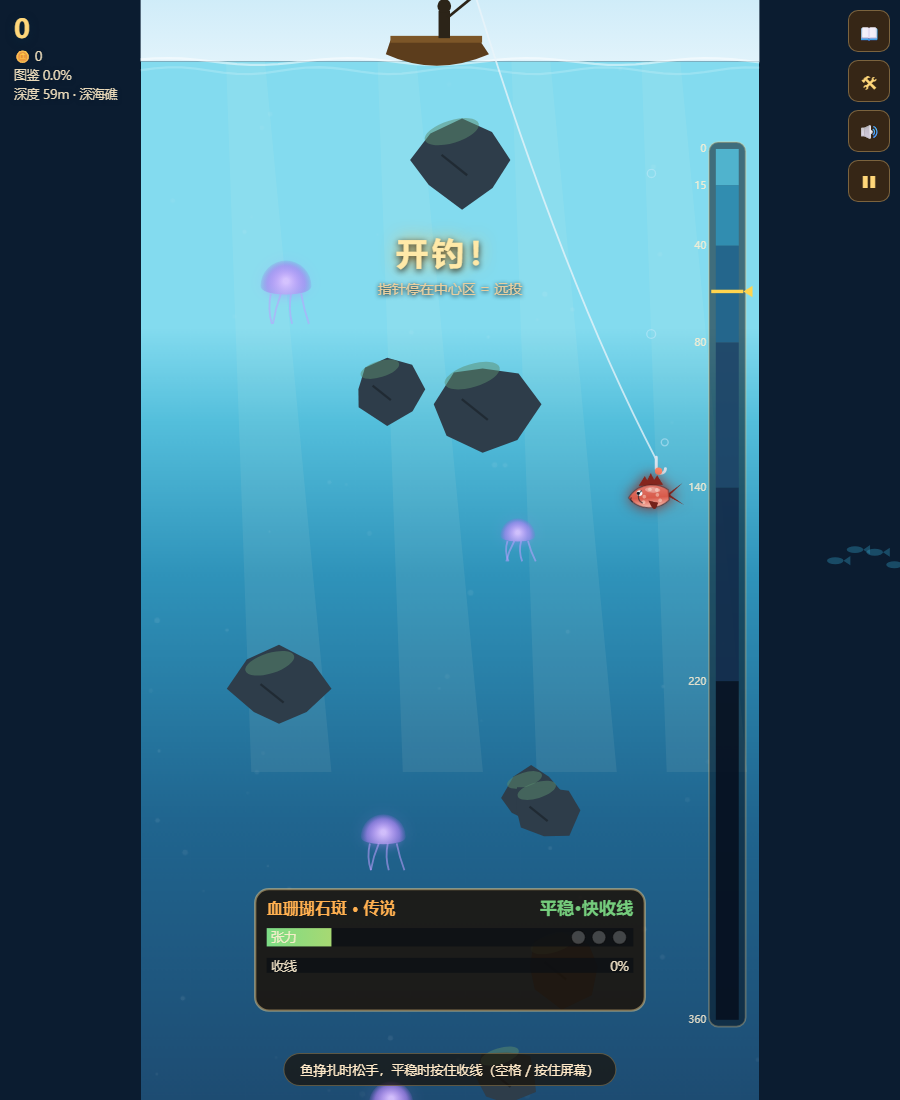 0
0
图鉴 0.0%
深度 59m · 深海礁
0
15
40
80
140
220
360
开钓！
指针停在中心区 = 远投
血珊瑚石斑 • 传说
平稳·快收线
张力
收线
0%
鱼挣扎时松手，平稳时按住收线（空格 / 按住屏幕）